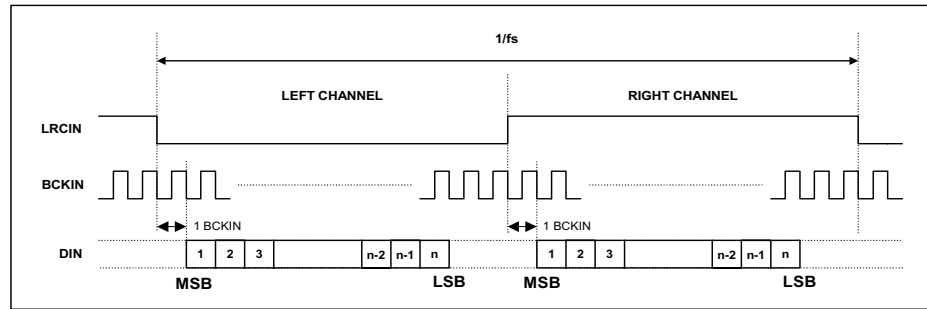 1/fs
LEFT CHANNEL RIGHT CHANNEL
LRCIN
BCKIN
1 BCKIN 1 BCKIN
DIN 1 2 3 n-2 n-1 n 1 2 3 n-2 n-1 n
MSB LSB MSB LSB